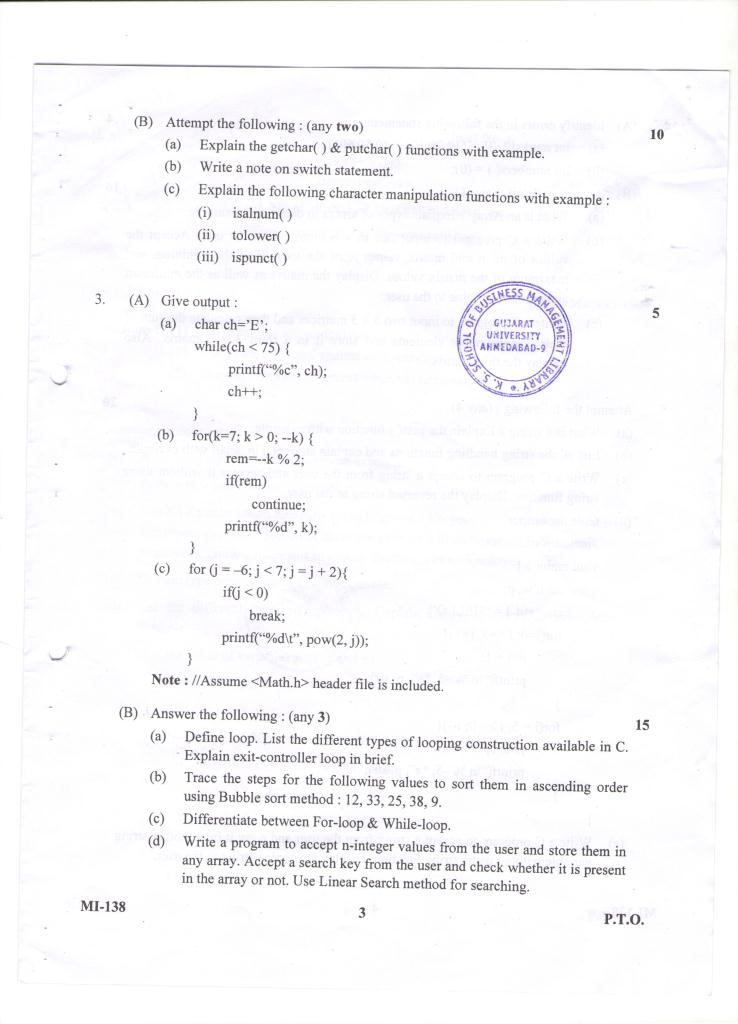 (B) Attempt the following : (any two) 10
(a) Explain the getchar( ) & putchar( ) functions with example.
(b) Write a note on switch statement.
(c) Explain the following character manipulation functions with example :
(i) isalnum( )
(ii) tolower( )
(iii) ispunct( )
3. (A) Give output : 5
(a) char ch='E';
while(ch < 75) {
printf(“%c”, ch);
ch++;
}
(b) for(k=7; k > 0; --k) {
rem=--k % 2;
if(rem)
continue;
printf(“%d”, k);
}
(c) for (j = –6; j < 7; j = j + 2){
if(j < 0)
break;
printf(“%d\t”, pow(2, j));
}
Note : //Assume <Math.h> header file is included.
(B) Answer the following : (any 3) 15
(a) Define loop. List the different types of looping construction available in C.
Explain exit-controller loop in brief.
(b) Trace the steps for the following values to sort them in ascending order
using Bubble sort method : 12, 33, 25, 38, 9.
(c) Differentiate between For-loop & While-loop.
(d) Write a program to accept n-integer values from the user and store them in
any array. Accept a search key from the user and check whether it is present
in the array or not. Use Linear Search method for searching.
MI-138 3 P.T.O.
K. S. SCHOOL OF BUSINESS MANAGEMENT LIBRARY
GUJARAT
UNIVERSITY
AHMEDABAD-9